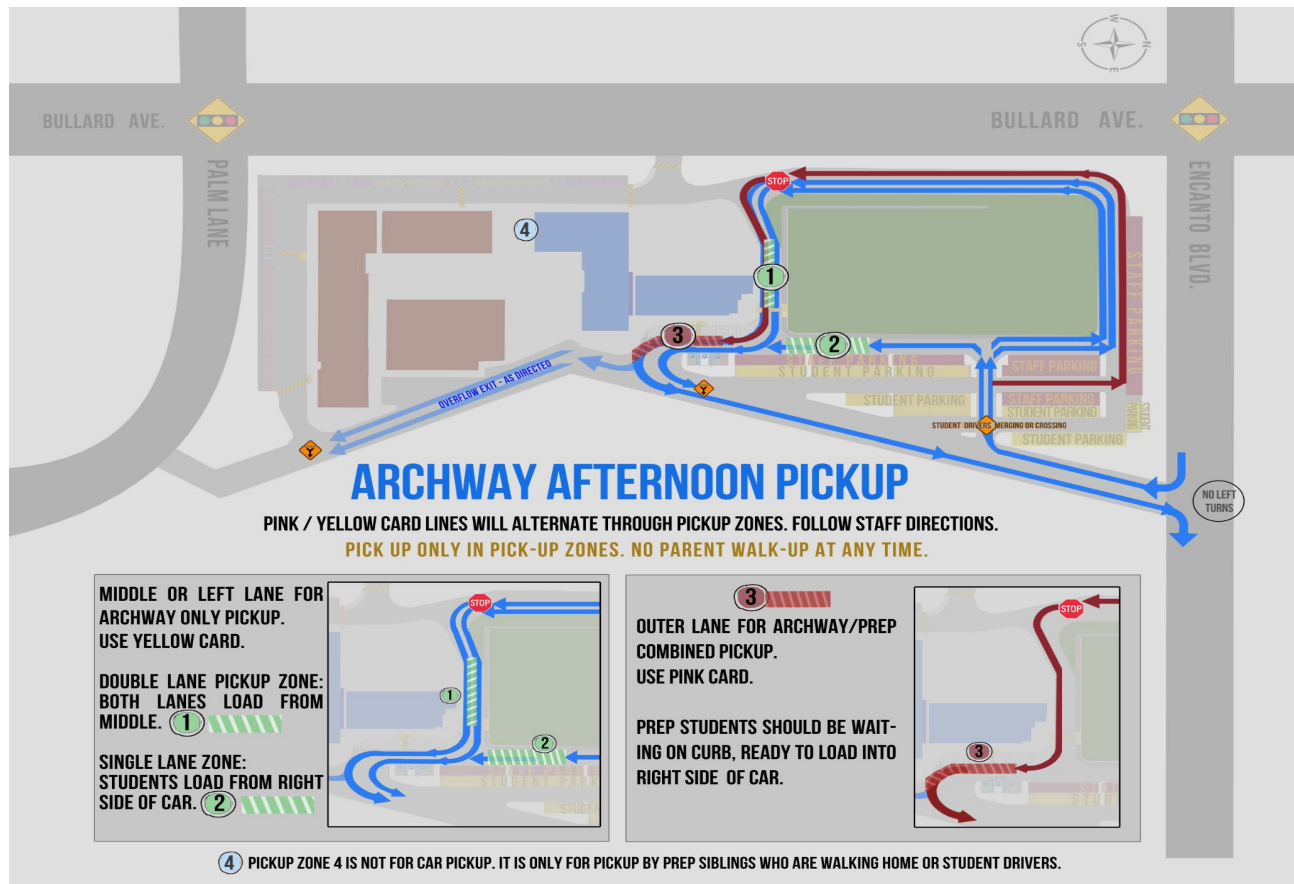 W
N
S
E
BULLARD AVE.
BULLARD AVE.
PALM LANE
ENCANTO BLVD.
STOP
4
1
3
2
STAFF PARKING
STAFF PARKING
STUDENT PARKING
STAFF PARKING
STUDENT PARKING
STAFF PARKING
STUDENT PARKING
STUDENT PARKING
STUDENT DRIVERS MERGING OR CROSSING
STUDENT PARKING
OVERFLOW EXIT - AS DIRECTED
NO LEFT
TURNS
ARCHWAY AFTERNOON PICKUP
PINK / YELLOW CARD LINES WILL ALTERNATE THROUGH PICKUP ZONES. FOLLOW STAFF DIRECTIONS.
PICK UP ONLY IN PICK-UP ZONES. NO PARENT WALK-UP AT ANY TIME.
MIDDLE OR LEFT LANE FOR
ARCHWAY ONLY PICKUP.
USE YELLOW CARD.
DOUBLE LANE PICKUP ZONE:
BOTH LANES LOAD FROM
MIDDLE. 1
SINGLE LANE ZONE:
STUDENTS LOAD FROM RIGHT
SIDE OF CAR. 2
STOP
1
2
3
OUTER LANE FOR ARCHWAY/PREP
COMBINED PICKUP.
USE PINK CARD.
PREP STUDENTS SHOULD BE WAIT-
ING ON CURB, READY TO LOAD INTO
RIGHT SIDE OF CAR.
STOP
3
4 PICKUP ZONE 4 IS NOT FOR CAR PICKUP. IT IS ONLY FOR PICKUP BY PREP SIBLINGS WHO ARE WALKING HOME OR STUDENT DRIVERS.